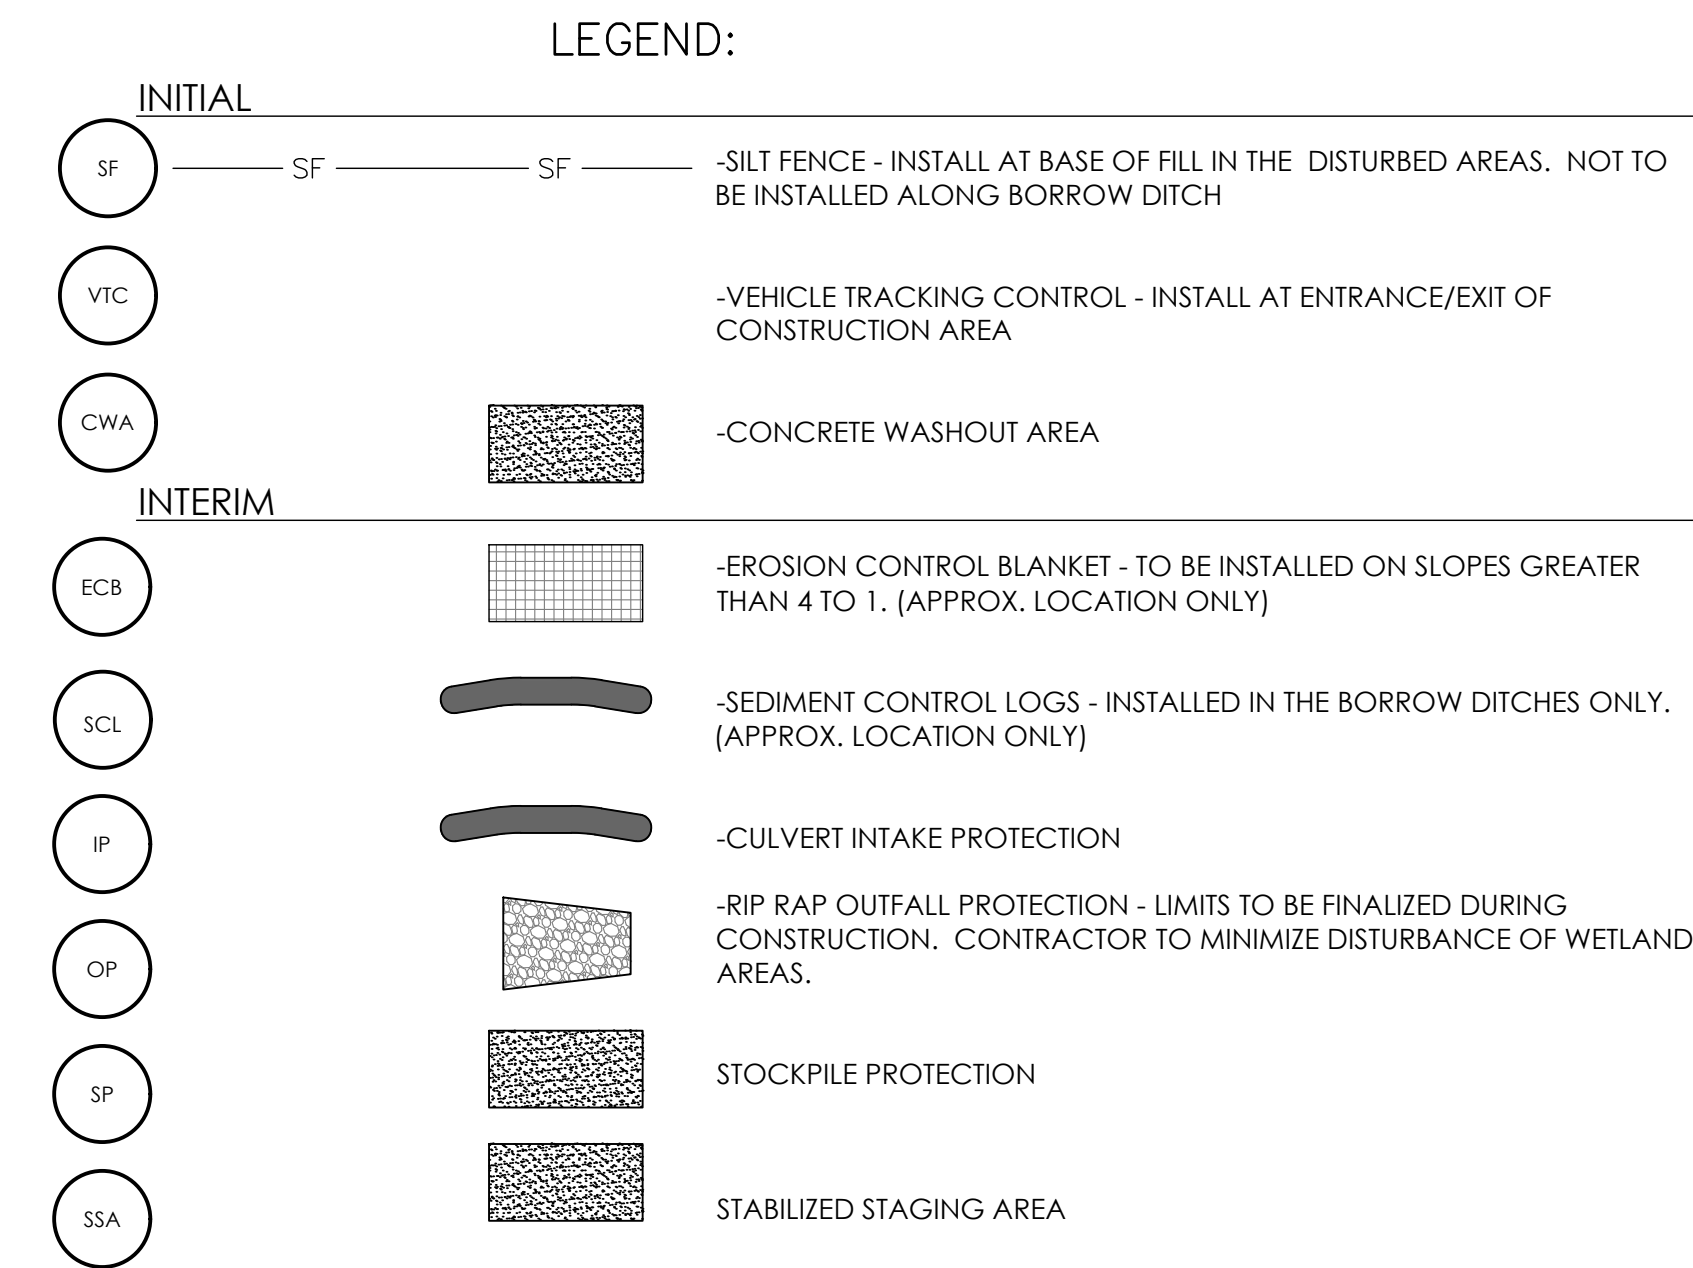 LEGEND:
INITIAL
SF SF SF -SILT FENCE - INSTALL AT BASE OF FILL IN THE DISTURBED AREAS. NOT TO
BE INSTALLED ALONG BORROW DITCH
VTC -VEHICLE TRACKING CONTROL - INSTALL AT ENTRANCE/EXIT OF
CONSTRUCTION AREA
CWA -CONCRETE WASHOUT AREA
INTERIM
ECB -EROSION CONTROL BLANKET - TO BE INSTALLED ON SLOPES GREATER
THAN 4 TO 1. (APPROX. LOCATION ONLY)
SCL -SEDIMENT CONTROL LOGS - INSTALLED IN THE BORROW DITCHES ONLY.
(APPROX. LOCATION ONLY)
IP -CULVERT INTAKE PROTECTION
OP -RIP RAP OUTFALL PROTECTION - LIMITS TO BE FINALIZED DURING
CONSTRUCTION. CONTRACTOR TO MINIMIZE DISTURBANCE OF WETLAND
AREAS.
SP STOCKPILE PROTECTION
SSA STABILIZED STAGING AREA